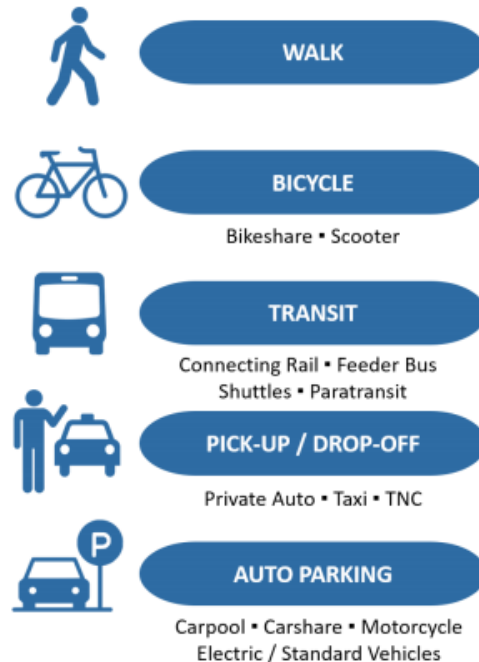 WALK
BICYCLE
Bikeshare ▪ Scooter
TRANSIT
Connecting Rail ▪ Feeder Bus
Shuttles ▪ Paratransit
PICK-UP / DROP-OFF
Private Auto ▪ Taxi ▪ TNC
P
AUTO PARKING
Carpool ▪ Carshare ▪ Motorcycle
Electric / Standard Vehicles